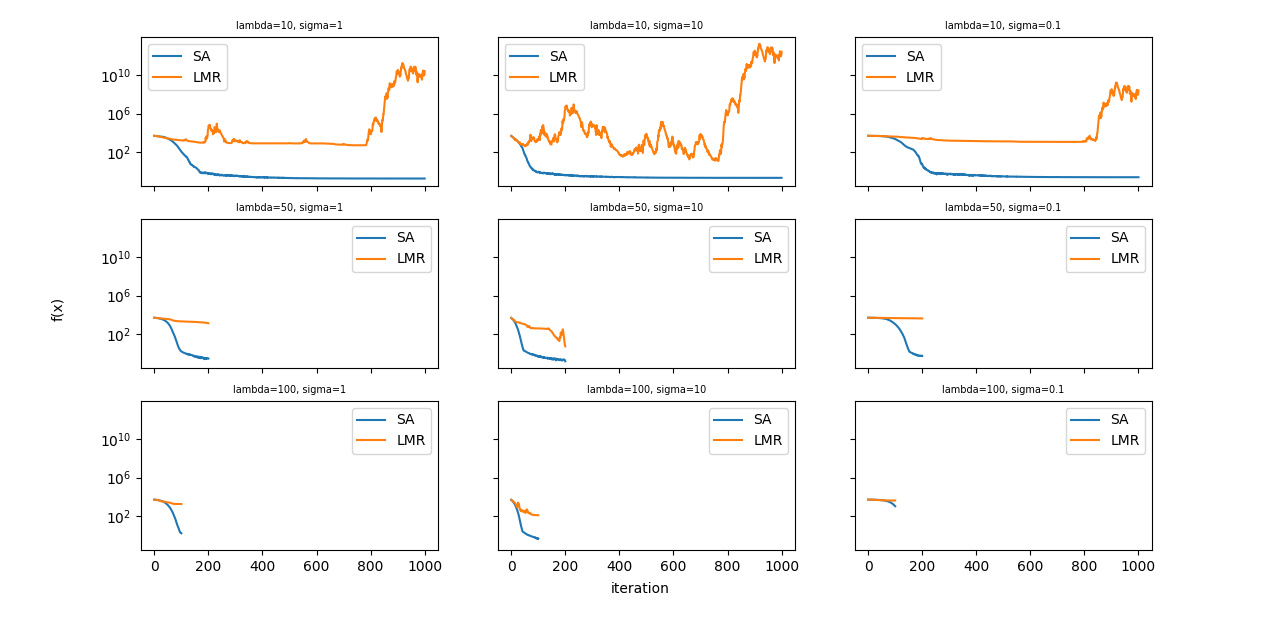 lambda=10, sigma=1
lambda=10, sigma=10
lambda=10, sigma=0.1
SA
LMR
SA
LMR
SA
LMR
10^10
10^6
10^2
lambda=50, sigma=1
lambda=50, sigma=10
lambda=50, sigma=0.1
SA
LMR
SA
LMR
SA
LMR
10^10
10^6
10^2
f(x)
lambda=100, sigma=1
lambda=100, sigma=10
lambda=100, sigma=0.1
SA
LMR
SA
LMR
SA
LMR
10^10
10^6
10^2
0 200 400 600 800 1000
0 200 400 600 800 1000
0 200 400 600 800 1000
iteration